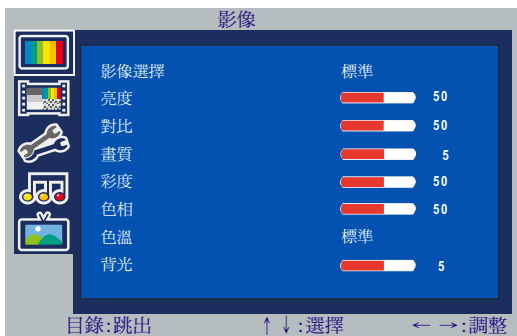 影像
影像選擇 標準
亮度 50
對比 50
畫質 5
彩度 50
色相 50
色溫 標準
背光 5
目錄:跳出 ↑↓:選擇 ← →:調整